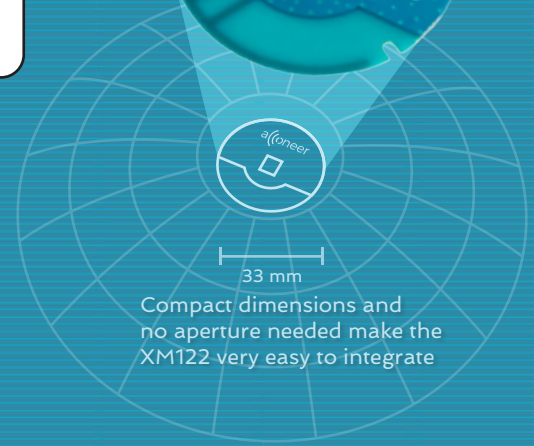 acconeer
33 mm
Compact dimensions and
no aperture needed make the
XM122 very easy to integrate